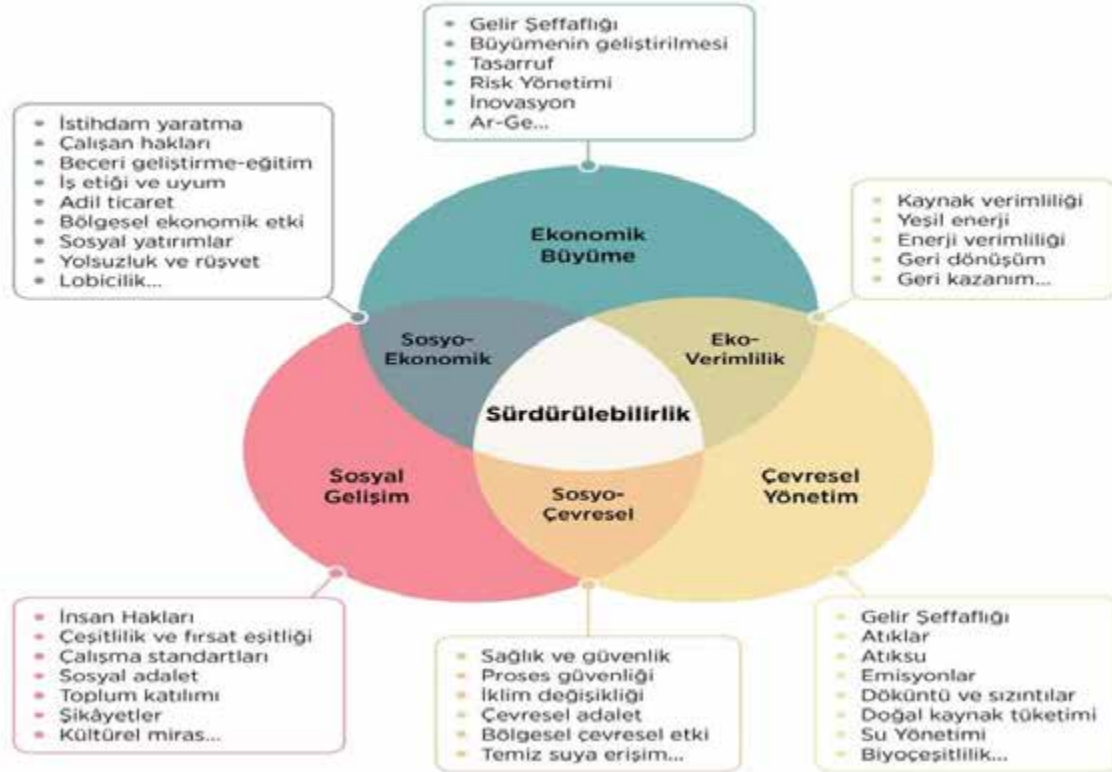 • Gelir Şeffaflığı
• Büyümenin geliştirilmesi
• Tasarruf
• Risk Yönetimi
• İnovasyon
• Ar-Ge...
• İstihdam yaratma
• Çalışan hakları
• Beceri geliştirme-eğitim
• İş etiği ve uyum
• Adil ticaret
• Bölgesel ekonomik etki
• Sosyal yatırımlar
• Yolsuzluk ve rüşvet
• Lobicilik...
• Kaynak verimliliği
• Yeşil enerji
• Enerji verimliliği
• Geri dönüşüm
• Geri kazanım...
Ekonomik
Büyüme
Sosyo-
Ekonomik
Eko-
Verimlilik
Sürdürülebilirlik
Sosyal
Gelişim
Sosyo-
Çevresel
Çevresel
Yönetim
• İnsan Hakları
• Çeşitlilik ve fırsat eşitliği
• Çalışma standartları
• Sosyal adalet
• Toplum katılımı
• Şikâyetler
• Kültürel miras...
• Sağlık ve güvenlik
• Proses güvenliği
• İklim değişikliği
• Çevresel adalet
• Bölgesel çevresel etki
• Temiz suya erişim...
• Gelir Şeffaflığı
• Atıklar
• Atıksu
• Emisyonlar
• Döküntü ve sızıntılar
• Doğal kaynak tüketimi
• Su Yönetimi
• Biyoçeşitlilik...